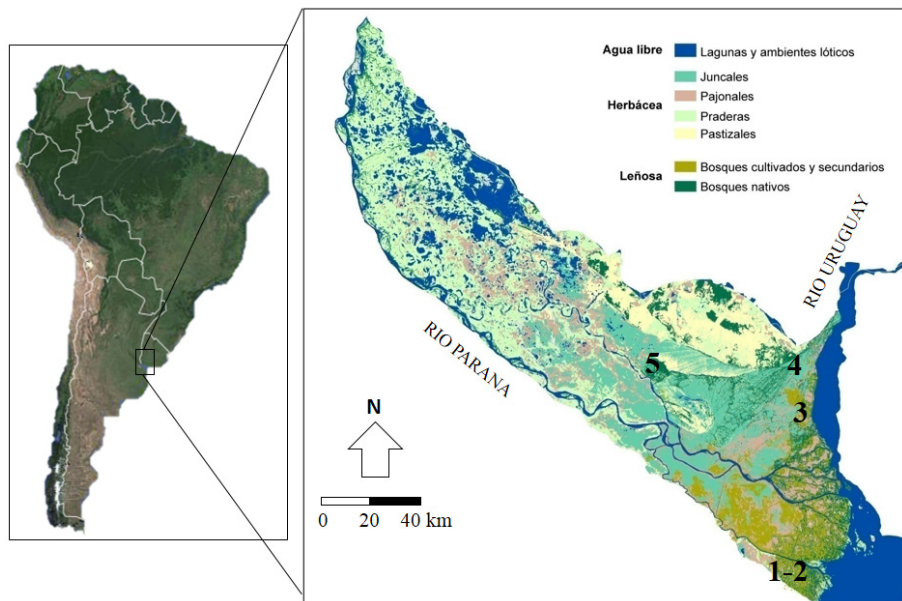 Agua libre
Lagunas y ambientes lóticos
Juncales
Herbácea
Pajonales
Praderas
Pastizales
Leñosa
Bosques cultivados y secundarios
Bosques nativos
RIO URUGUAY
RIO PARANA
5
4
3
N
0 20 40 km
1-2